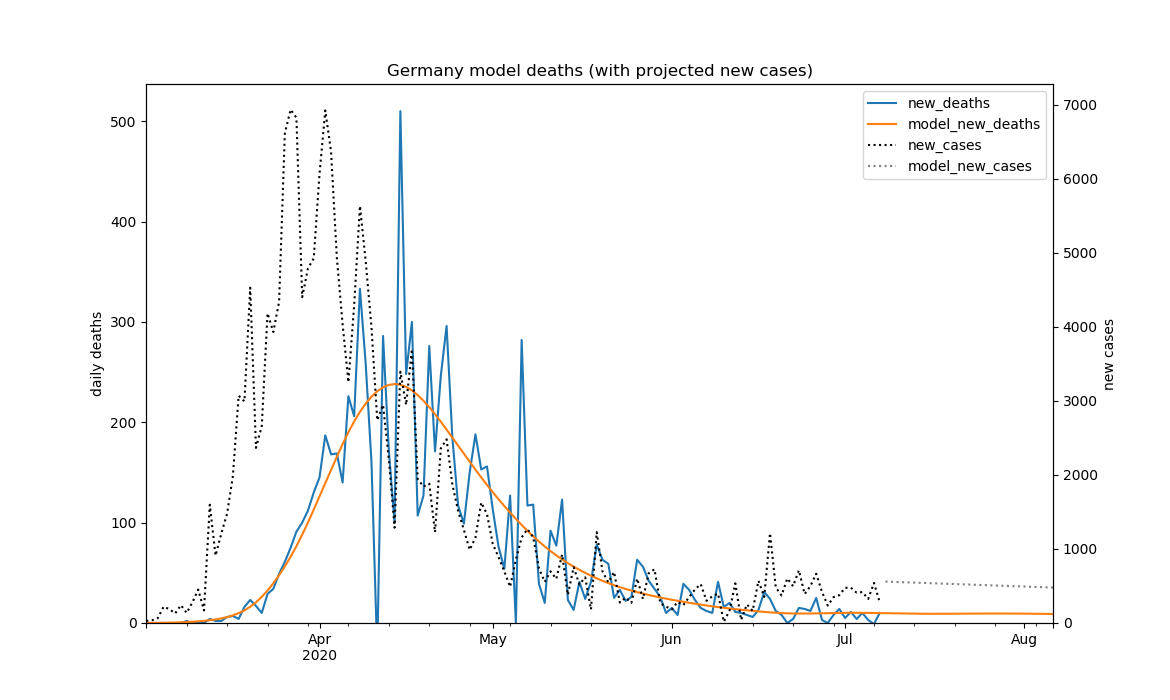 Germany model deaths (with projected new cases)
new_deaths
model_new_deaths
new_cases
model_new_cases
daily deaths
500
400
300
200
100
0
7000
6000
5000
4000
3000
2000
1000
0
new cases
Apr
2020
May
Jun
Jul
Aug